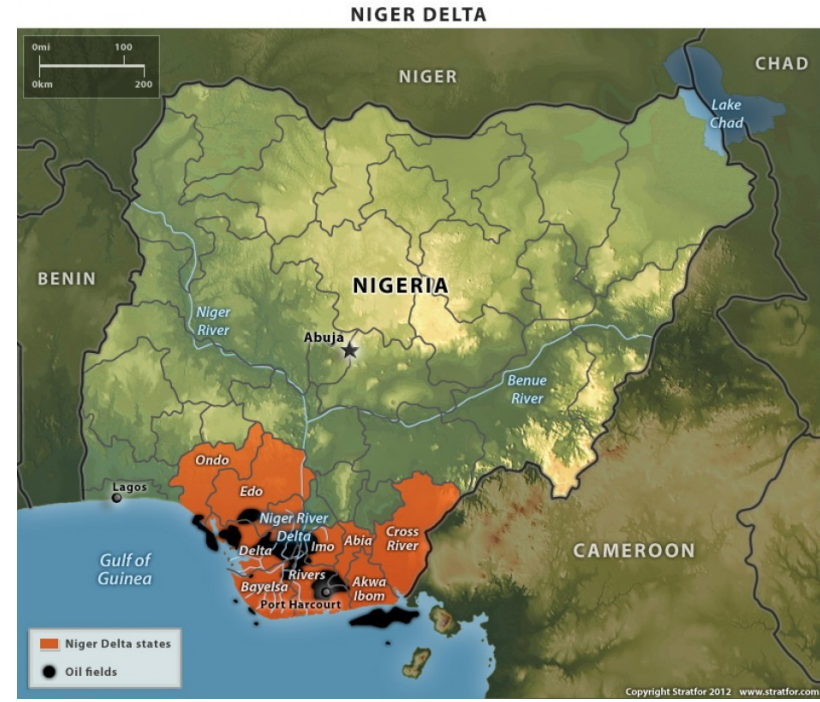 NIGER DELTA
0mi 100
0km 200
NIGER
CHAD
Lake
Chad
BENIN
NIGERIA
Niger
River
Abuja
Benue
River
Ondo
Lagos
Edo
Niger River
Delta
Cross
River
Delta
Imo
Abia
CAMEROON
Gulf of
Guinea
Rivers
Bayelsa
Akwa
Ibom
Port Harcourt
Niger Delta states
Oil fields
Copyright Stratfor 2012 www.stratfor.com